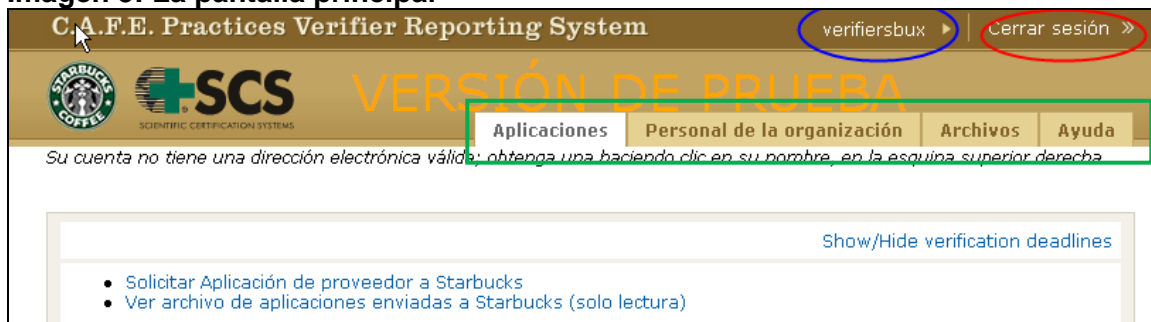 Imagen 3: La pantalla principal
C.A.F.E. Practices Verifier Reporting System
verifiersbux
Cerrar sesión »
STARBUCKS
COFFEE
SCS
SCIENTIFIC CERTIFICATION SYSTEMS
VERSIÓN DE PRUEBA
Aplicaciones Personal de la organización Archivos Ayuda
Su cuenta no tiene una dirección electrónica válida; obtenga una haciendo clic en su nombre, en la esquina superior derecha
Show/Hide verification deadlines
• Solicitar Aplicación de proveedor a Starbucks
• Ver archivo de aplicaciones enviadas a Starbucks (solo lectura)